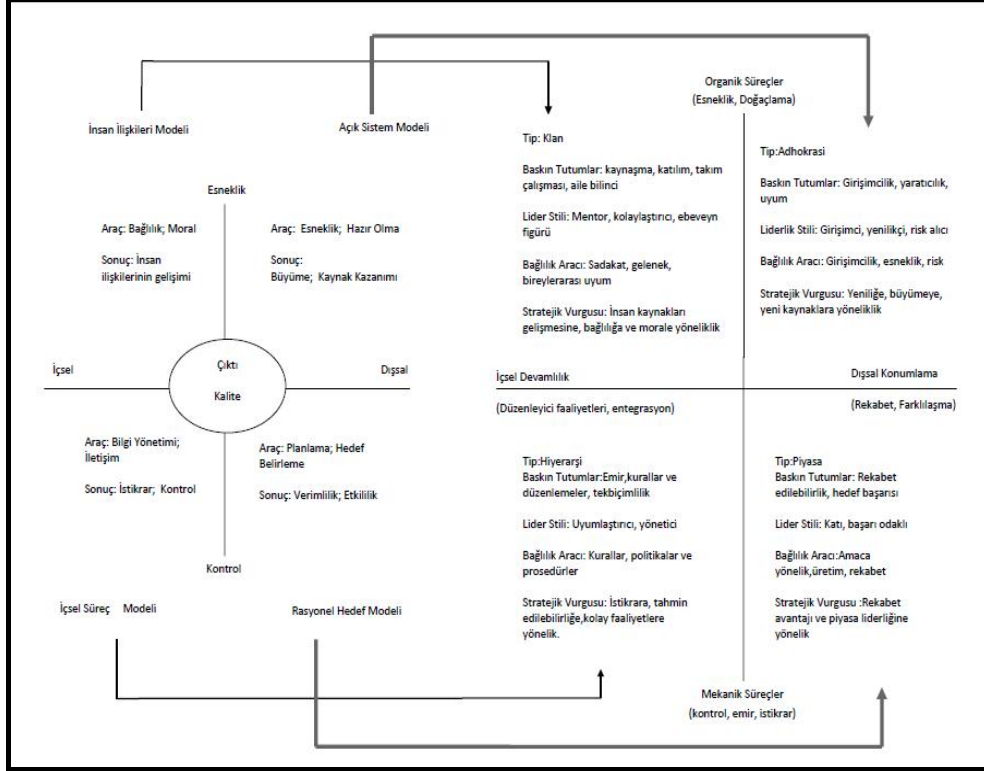 İnsan İlişkileri Modeli
Açık Sistem Modeli
Esneklik
Araç: Bağlılık; Moral
Sonuç: İnsan
ilişkilerinin gelişimi
Araç: Esneklik; Hazır Olma
Sonuç:
Büyüme; Kaynak Kazanımı
İçsel
Çıktı
Kalite
Dışsal
Araç: Bilgi Yönetimi;
İletişim
Sonuç: İstikrar; Kontrol
Araç: Planlama; Hedef
Belirleme
Sonuç: Verimlilik; Etkililik
Kontrol
İçsel Süreç Modeli
Rasyonel Hedef Modeli
Organik Süreçler
(Esneklik, Doğaçlama)
Tip: Klan
Baskın Tutumlar: kaynaşma, katılım, takım
çalışması, aile bilinci
Lider Stili: Mentor, kolaylaştırıcı, ebeveyn
figürü
Bağlılık Aracı: Sadakat, gelenek,
bireylerarası uyum
Stratejik Vurgusu: İnsan kaynakları
gelişmesine, bağlılığa ve morale yöneliklik
Tip:Adhokrasi
Baskın Tutumlar: Girişimcilik, yaratıcılık,
uyum
Liderlik Stili: Girişimci, yenilikçi, risk alıcı
Bağlılık Aracı: Girişimcilik, esneklik, risk
Stratejik Vurgusu: Yeniliğe, büyümeye,
yeni kaynaklara yöneliklik
İçsel Devamlılık
(Düzenleyici faaliyetleri, entegrasyon)
Dışsal Konumlama
(Rekabet, Farklılaşma)
Tip:Hiyerarşi
Baskın Tutumlar:Emir,kurallar ve
düzenlemeler, tekbiçimlilik
Lider Stili: Uyumlaştırıcı, yönetici
Bağlılık Aracı: Kurallar, politikalar ve
prosedürler
Stratejik Vurgusu: İstikrara, tahmin
edilebilirliğe,kolay faaliyetlere
yönelik.
Tip:Piyasa
Baskın Tutumlar: Rekabet
edilebilirlik, hedef başarısı
Lider Stili: Katı, başarı odaklı
Bağlılık Aracı:Amaca
yönelik,üretim, rekabet
Stratejik Vurgusu :Rekabet
avantajı ve piyasa liderliğine
yönelik
Mekanik Süreçler
(kontrol, emir, istikrar)